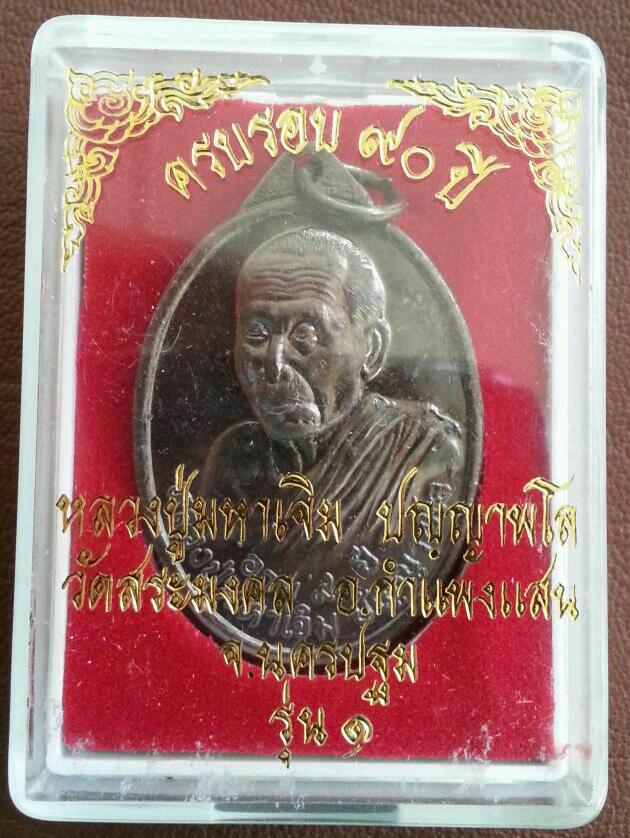 ครบรอบ ๙๐ ปี
หลวงปู่มหาเจิม ปญฺญาพโล
วัดสระมงคล อ.กำแพงแสน
จ.นครปฐม
รุ่น ๑